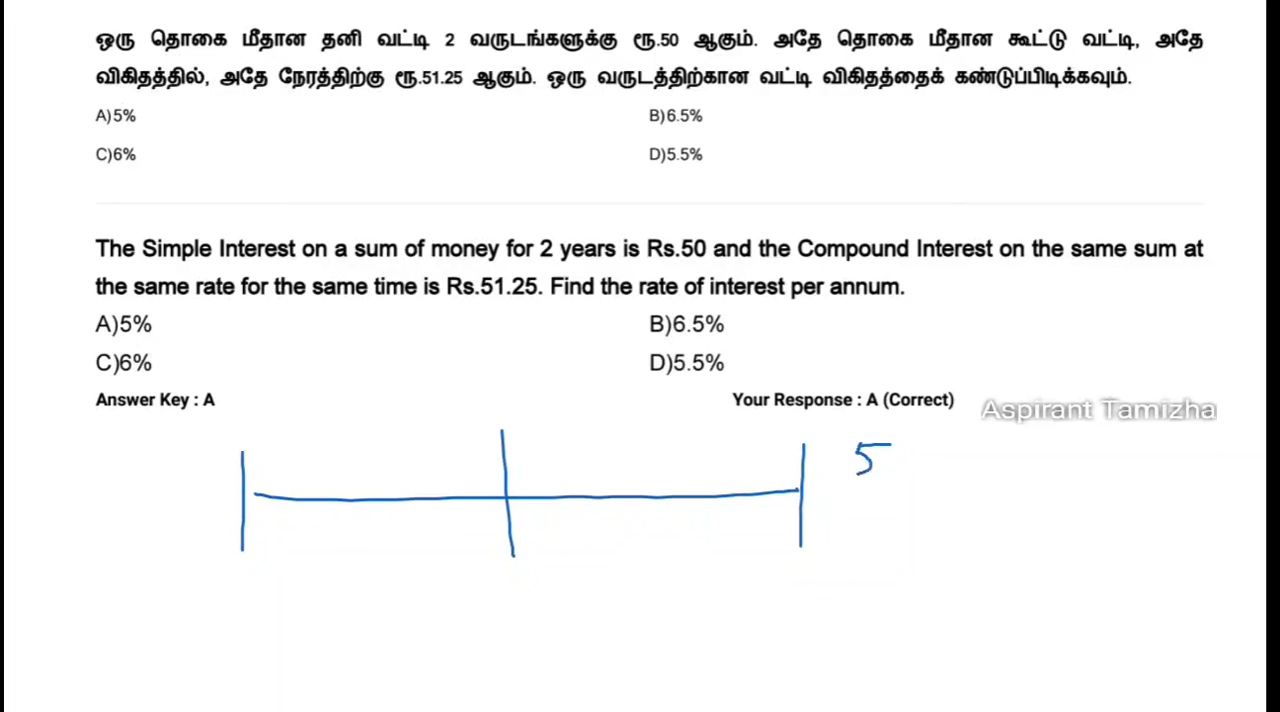 ஒரு தொகை மீதான தனி வட்டி 2 வருடங்களுக்கு ரூ.50 ஆகும். அதே தொகை மீதான கூட்டு வட்டி, அதே
விகிதத்தில், அதே நேரத்திற்கு ரூ.51.25 ஆகும். ஒரு வருடத்திற்கான வட்டி விகிதத்தைக் கண்டுப்பிடிக்கவும்.
A)5% B)6.5%
C)6% D)5.5%
The Simple Interest on a sum of money for 2 years is Rs.50 and the Compound Interest on the same sum at
the same rate for the same time is Rs.51.25. Find the rate of interest per annum.
A)5% B)6.5%
C)6% D)5.5%
Answer Key : A Your Response : A (Correct)
Aspirant Tamizha
5